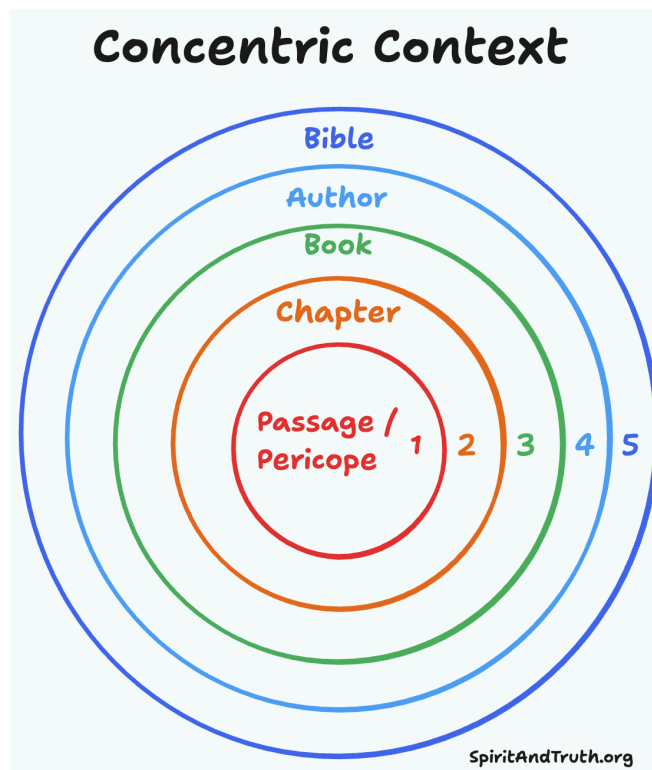 Concentric Context
Bible
Author
Book
Chapter
Passage /
Pericope
1 2 3 4 5
SpiritAndTruth.org